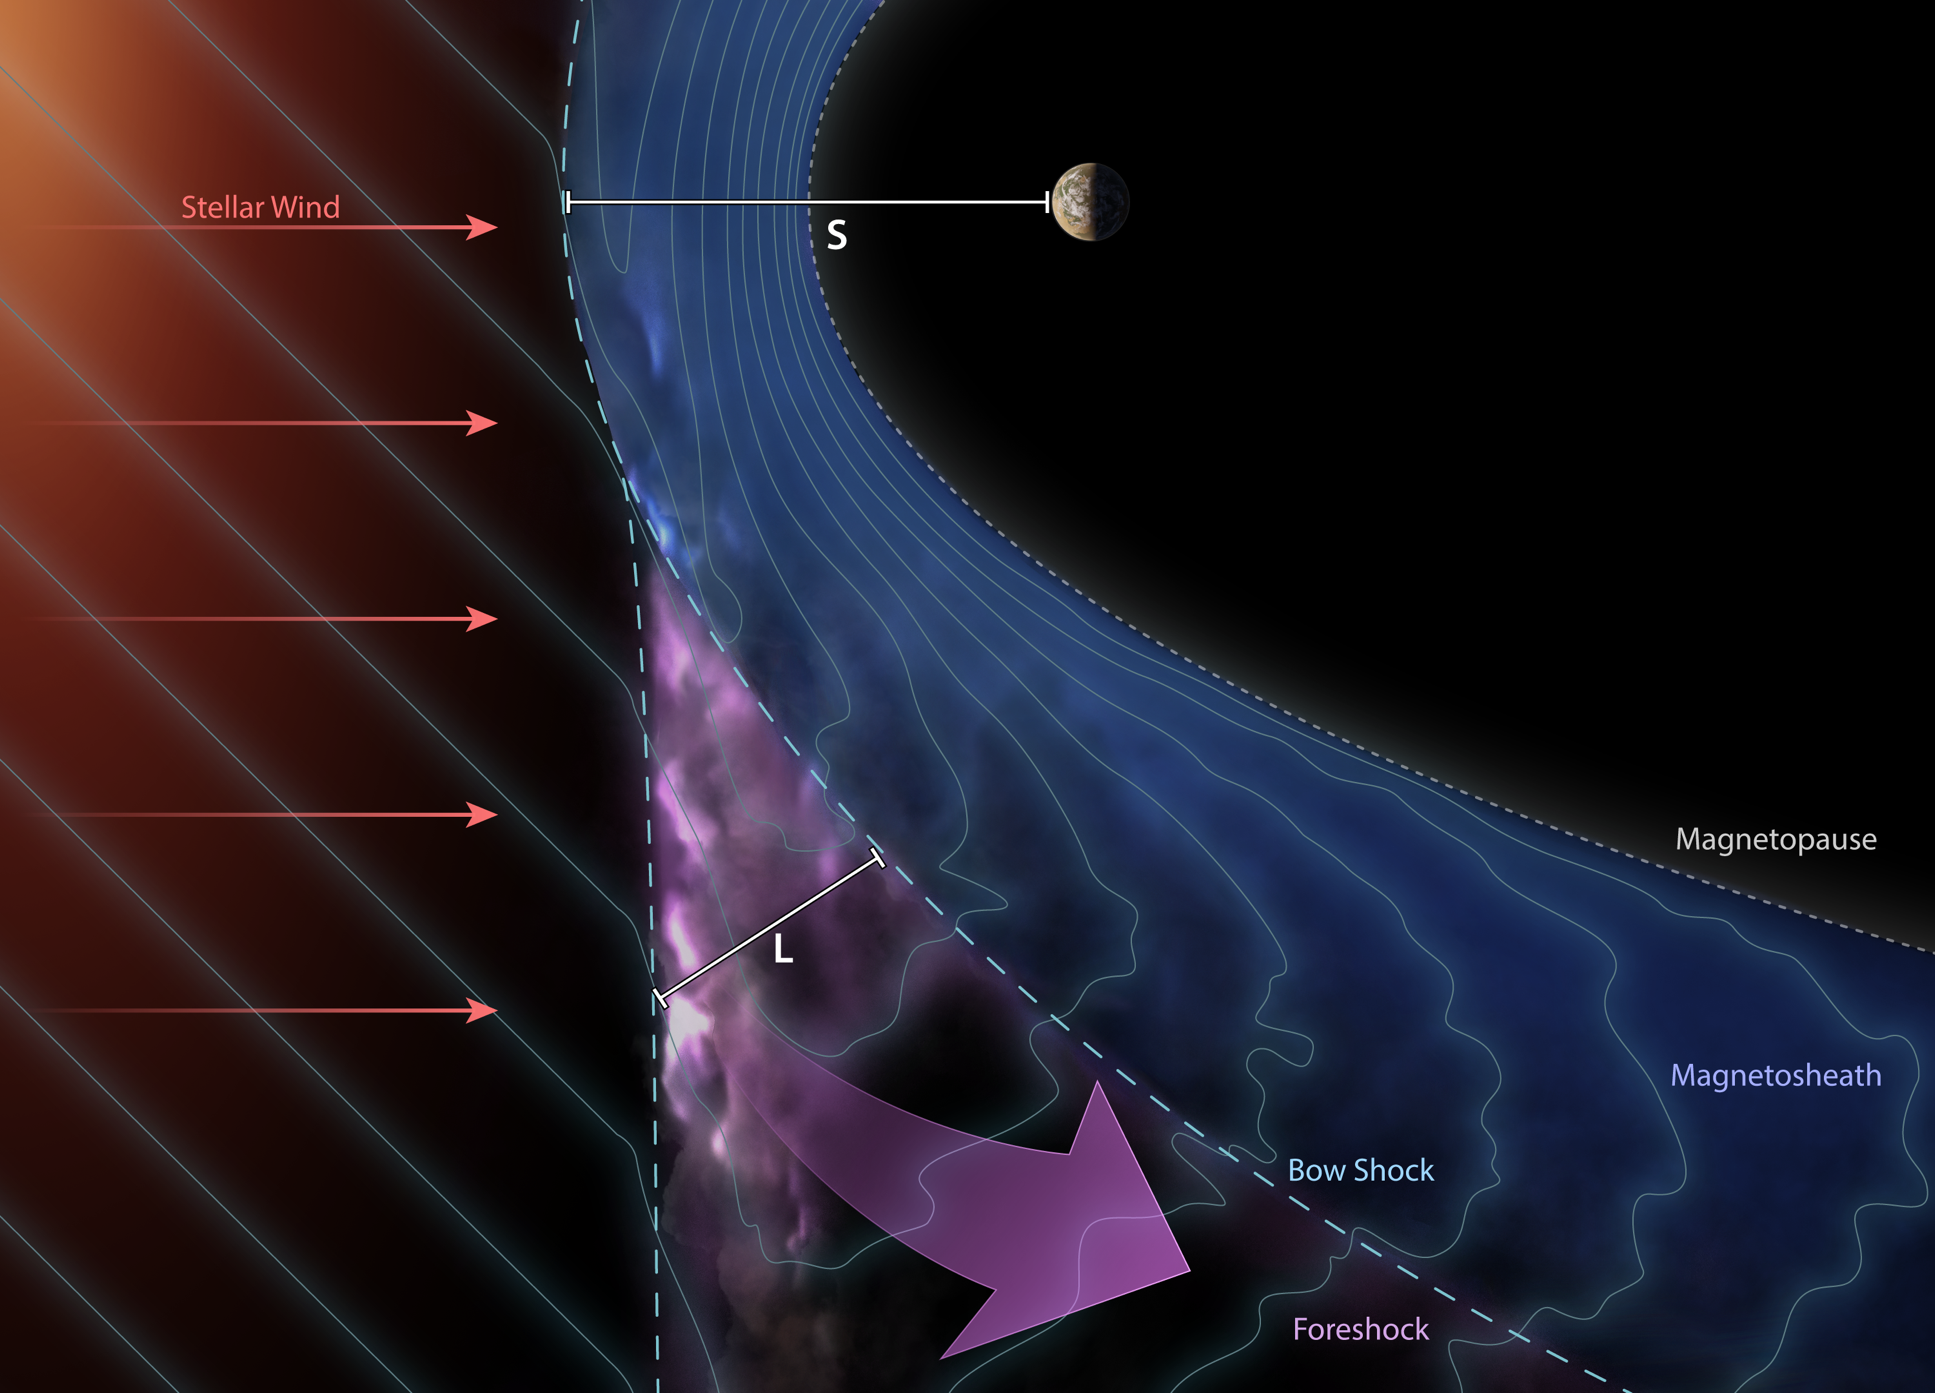 Stellar Wind
S
Magnetopause
L
Magnetosheath
Bow Shock
Foreshock